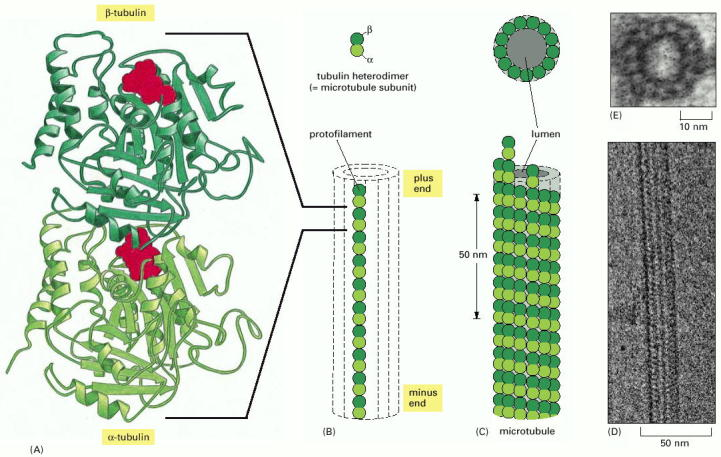 β-tubulin
α-tubulin
(A)
β
α
tubulin heterodimer
(= microtubule subunit)
protofilament
plus
end
minus
end
(B)
lumen
50 nm
(C)
microtubule
(E)
10 nm
(D)
50 nm